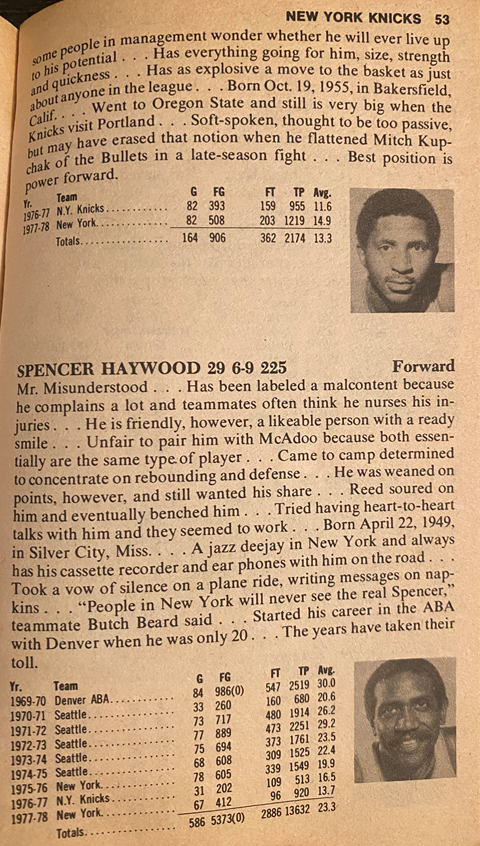 NEW YORK KNICKS 53
some people in management wonder whether he will ever live up
to his potential . . . Has everything going for him, size, strength
and quickness . . . Has as explosive a move to the basket as just
about anyone in the league. . . Born Oct. 19, 1955, in Bakersfield,
Calif. . . . Went to Oregon State and still is very big when the
Knicks visit Portland . . . Soft-spoken, thought to be too passive,
but may have erased that notion when he flattened Mitch Kup-
chak of the Bullets in a late-season fight . . . Best position is
power forward.
Yr. Team G FG FT TP Avg.
1976-77 N.Y. Knicks 82 393 159 955 11.6
1977-78 New York 82 508 203 1219 14.9
Totals 164 906 362 2174 13.3
SPENCER HAYWOOD 29 6-9 225 Forward
Mr. Misunderstood . . . Has been labeled a malcontent because
he complains a lot and teammates often think he nurses his in-
juries . . . He is friendly, however, a likeable person with a ready
smile . . . Unfair to pair him with McAdoo because both essen-
tially are the same type of player . . . Came to camp determined
to concentrate on rebounding and defense . . . He was weaned on
points, however, and still wanted his share . . . Reed soured on
him and eventually benched him . . . Tried having heart-to-heart
talks with him and they seemed to work . . . Born April 22, 1949,
in Silver City, Miss. . . . A jazz deejay in New York and always
has his cassette recorder and ear phones with him on the road . . .
Took a vow of silence on a plane ride, writing messages on nap-
kins . . . “People in New York will never see the real Spencer,”
teammate Butch Beard said . . . Started his career in the ABA
with Denver when he was only 20 . . . The years have taken their
toll.
Yr. Team G FG FT TP Avg.
1969-70 Denver ABA 84 986(0) 547 2519 30.0
1970-71 Seattle 33 260 160 680 20.6
1971-72 Seattle 73 717 480 1914 26.2
1972-73 Seattle 77 889 473 2251 29.2
1973-74 Seattle 75 694 373 1761 23.5
1974-75 Seattle 68 608 309 1525 22.4
1975-76 New York 78 605 339 1549 19.9
1976-77 N.Y. Knicks 31 202 109 513 16.5
1977-78 New York 67 412 96 920 13.7
Totals 586 5373(0) 2886 13632 23.3